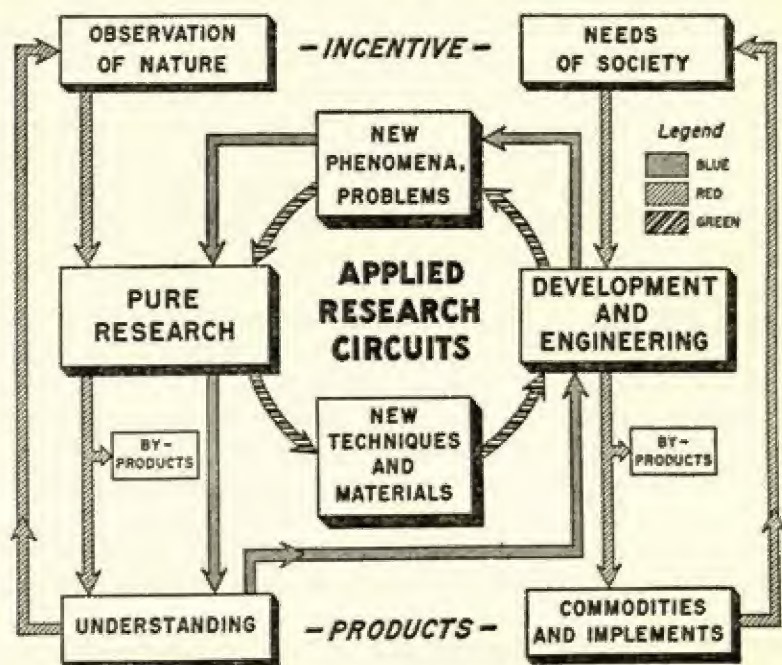 OBSERVATION
OF NATURE
– INCENTIVE –
NEEDS
OF SOCIETY
Legend
BLUE
RED
GREEN
NEW
PHENOMENA,
PROBLEMS
PURE
RESEARCH
APPLIED
RESEARCH
CIRCUITS
DEVELOPMENT
AND
ENGINEERING
NEW
TECHNIQUES
AND
MATERIALS
BY-
PRODUCTS
BY-
PRODUCTS
UNDERSTANDING
– PRODUCTS –
COMMODITIES
AND IMPLEMENTS